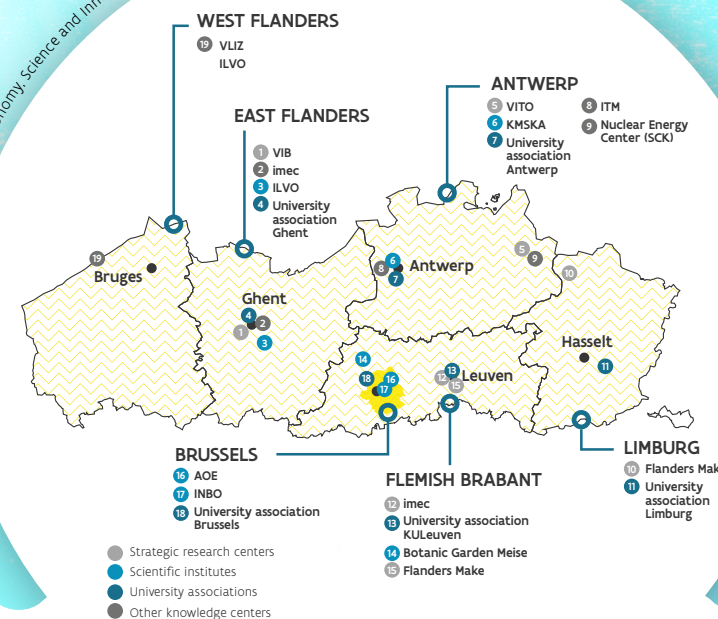 Science and
WEST FLANDERS
19 VLIZ
ILVO
EAST FLANDERS
1 VIB
2 imec
3 ILVO
4 University
association
Ghent
ANTWERP
5 VITO
6 KMSKA
7 University
association
Antwerp
8 ITM
9 Nuclear Energy
Center (SCK)
19
Bruges
Ghent
4
2
1
3
6
8
7
Antwerp
5
9
10
Hasselt
11
14
18
16
17
13
12
15
Leuven
BRUSSELS
16 AOE
17 INBO
18 University association
Brussels
FLEMISH BRABANT
12 imec
13 University association
KULeuven
14 Botanic Garden Meise
15 Flanders Make
LIMBURG
10 Flanders Mak
11 University
association
Limburg
Strategic research centers
Scientific institutes
University associations
Other knowledge centers